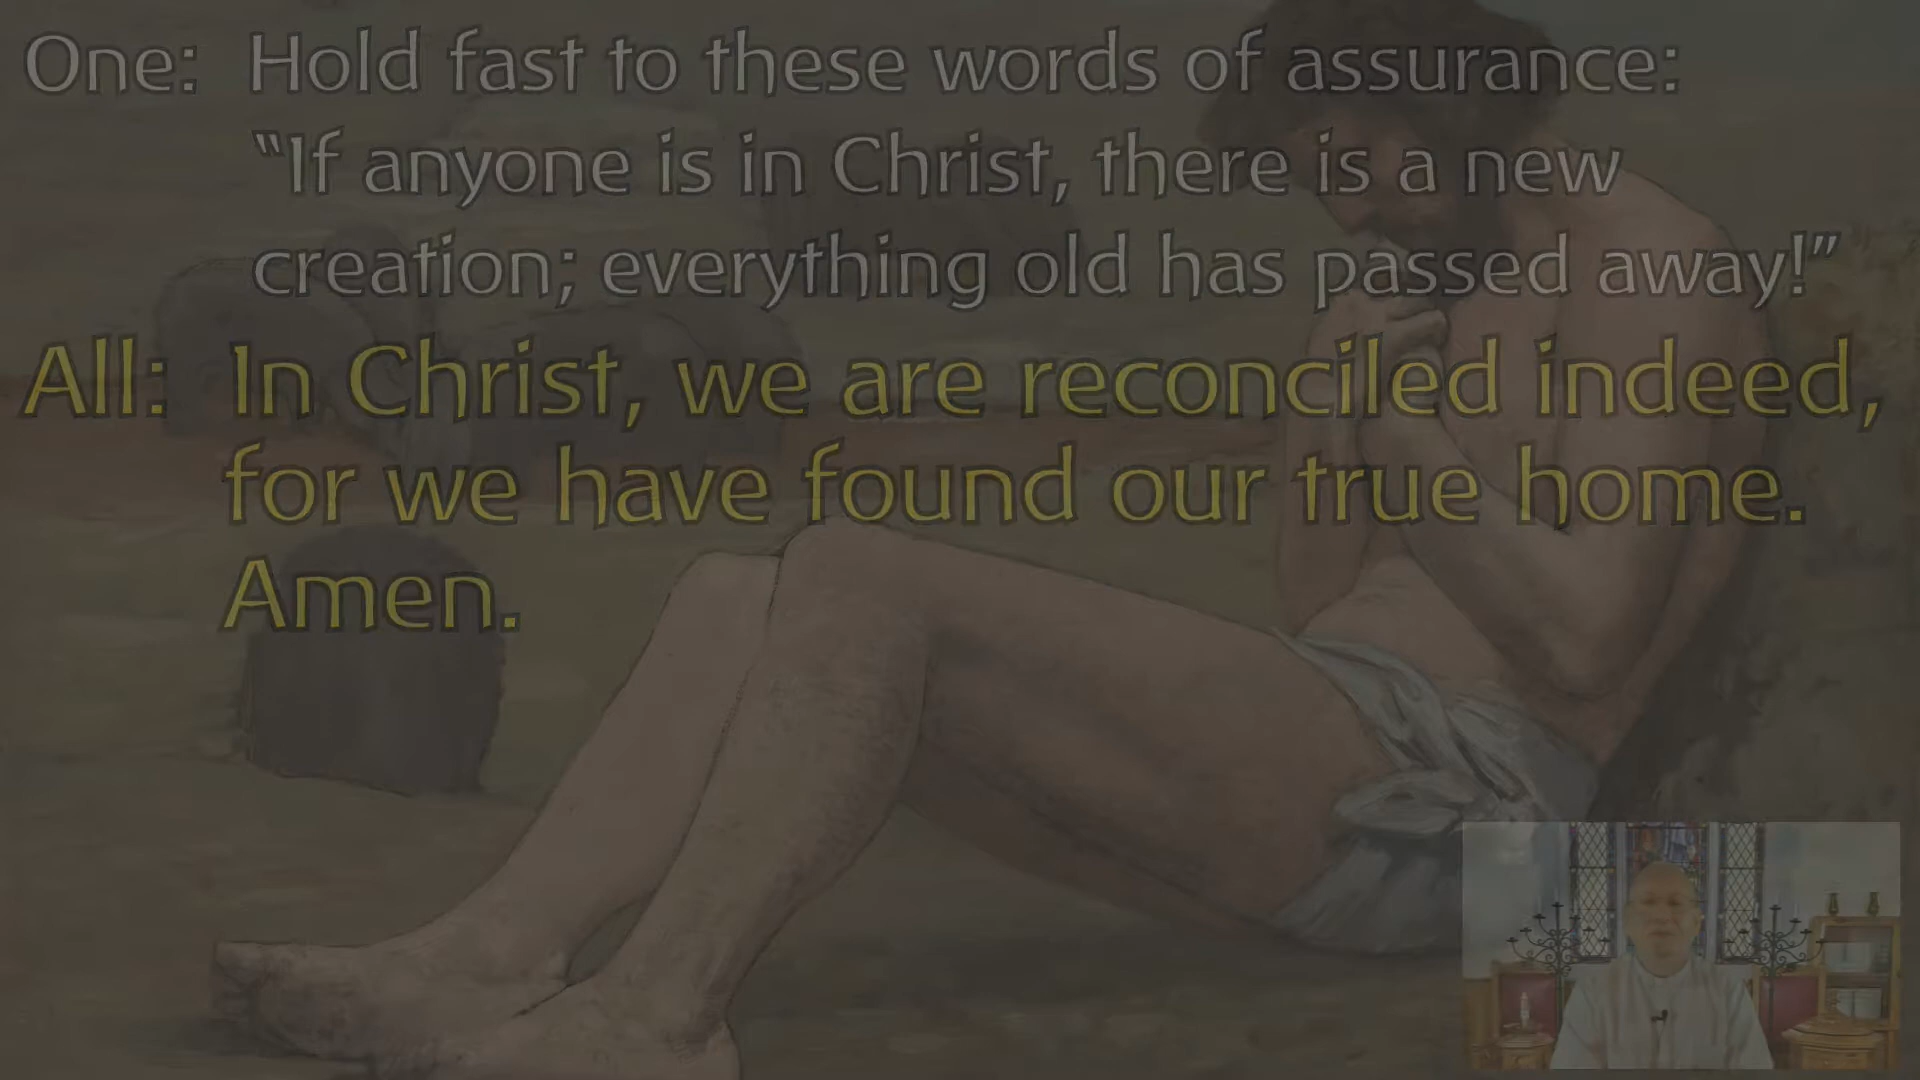 One: Hold fast to these words of assurance:
“If anyone is in Christ, there is a new
creation; everything old has passed away!”
All: In Christ, we are reconciled indeed,
for we have found our true home.
Amen.